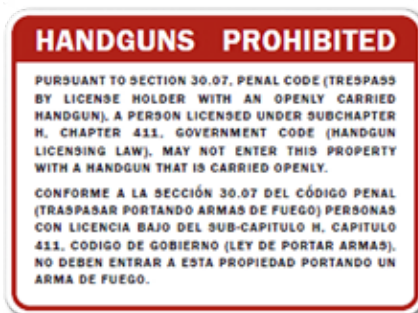 HANDGUNS PROHIBITED
PURSUANT TO SECTION 30.07, PENAL CODE (TRESPASS
BY LICENSE HOLDER WITH AN OPENLY CARRIED
HANDGUN), A PERSON LICENSED UNDER SUBCHAPTER
H, CHAPTER 411, GOVERNMENT CODE (HANDGUN
LICENSING LAW), MAY NOT ENTER THIS PROPERTY
WITH A HANDGUN THAT IS CARRIED OPENLY.
CONFORME A LA SECCIÓN 30.07 DEL CÓDIGO PENAL
(TRASPASAR PORTANDO ARMAS DE FUEGO) PERSONAS
CON LICENCIA BAJO DEL SUB-CAPITULO H, CAPITULO
411, CODIGO DE GOBIERNO (LEY DE PORTAR ARMAS),
NO DEBEN ENTRAR A ESTA PROPIEDAD PORTANDO UN
ARMA DE FUEGO.